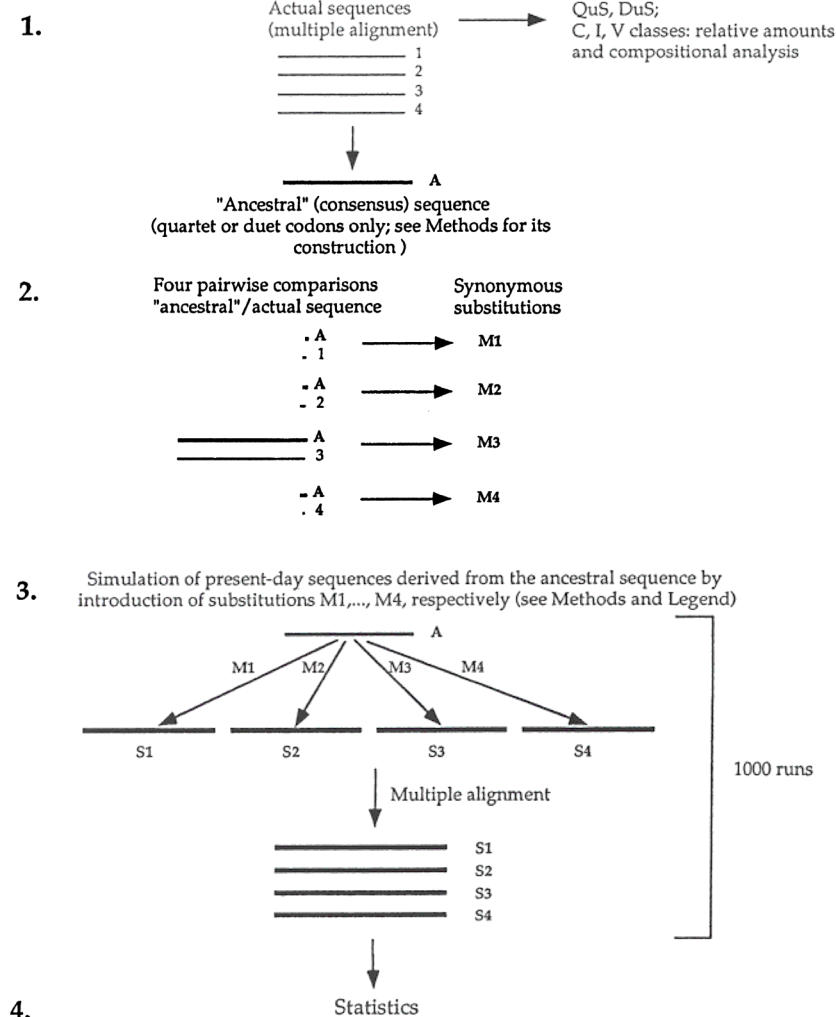 1.
Actual sequences
(multiple alignment)
QuS, DuS;
C, I, V classes: relative amounts
and compositional analysis
1
2
3
4
A
"Ancestral" (consensus) sequence
(quartet or duet codons only; see Methods for its
construction )
2.
Four pairwise comparisons
"ancestral"/actual sequence
Synonymous
substitutions
A
1
M1
A
2
M2
A
3
M3
A
4
M4
3.
Simulation of present-day sequences derived from the ancestral sequence by
introduction of substitutions M1,..., M4, respectively (see Methods and Legend)
A
M1
M2
M3
M4
S1
S2
S3
S4
1000 runs
Multiple alignment
S1
S2
S3
S4
4.
Statistics